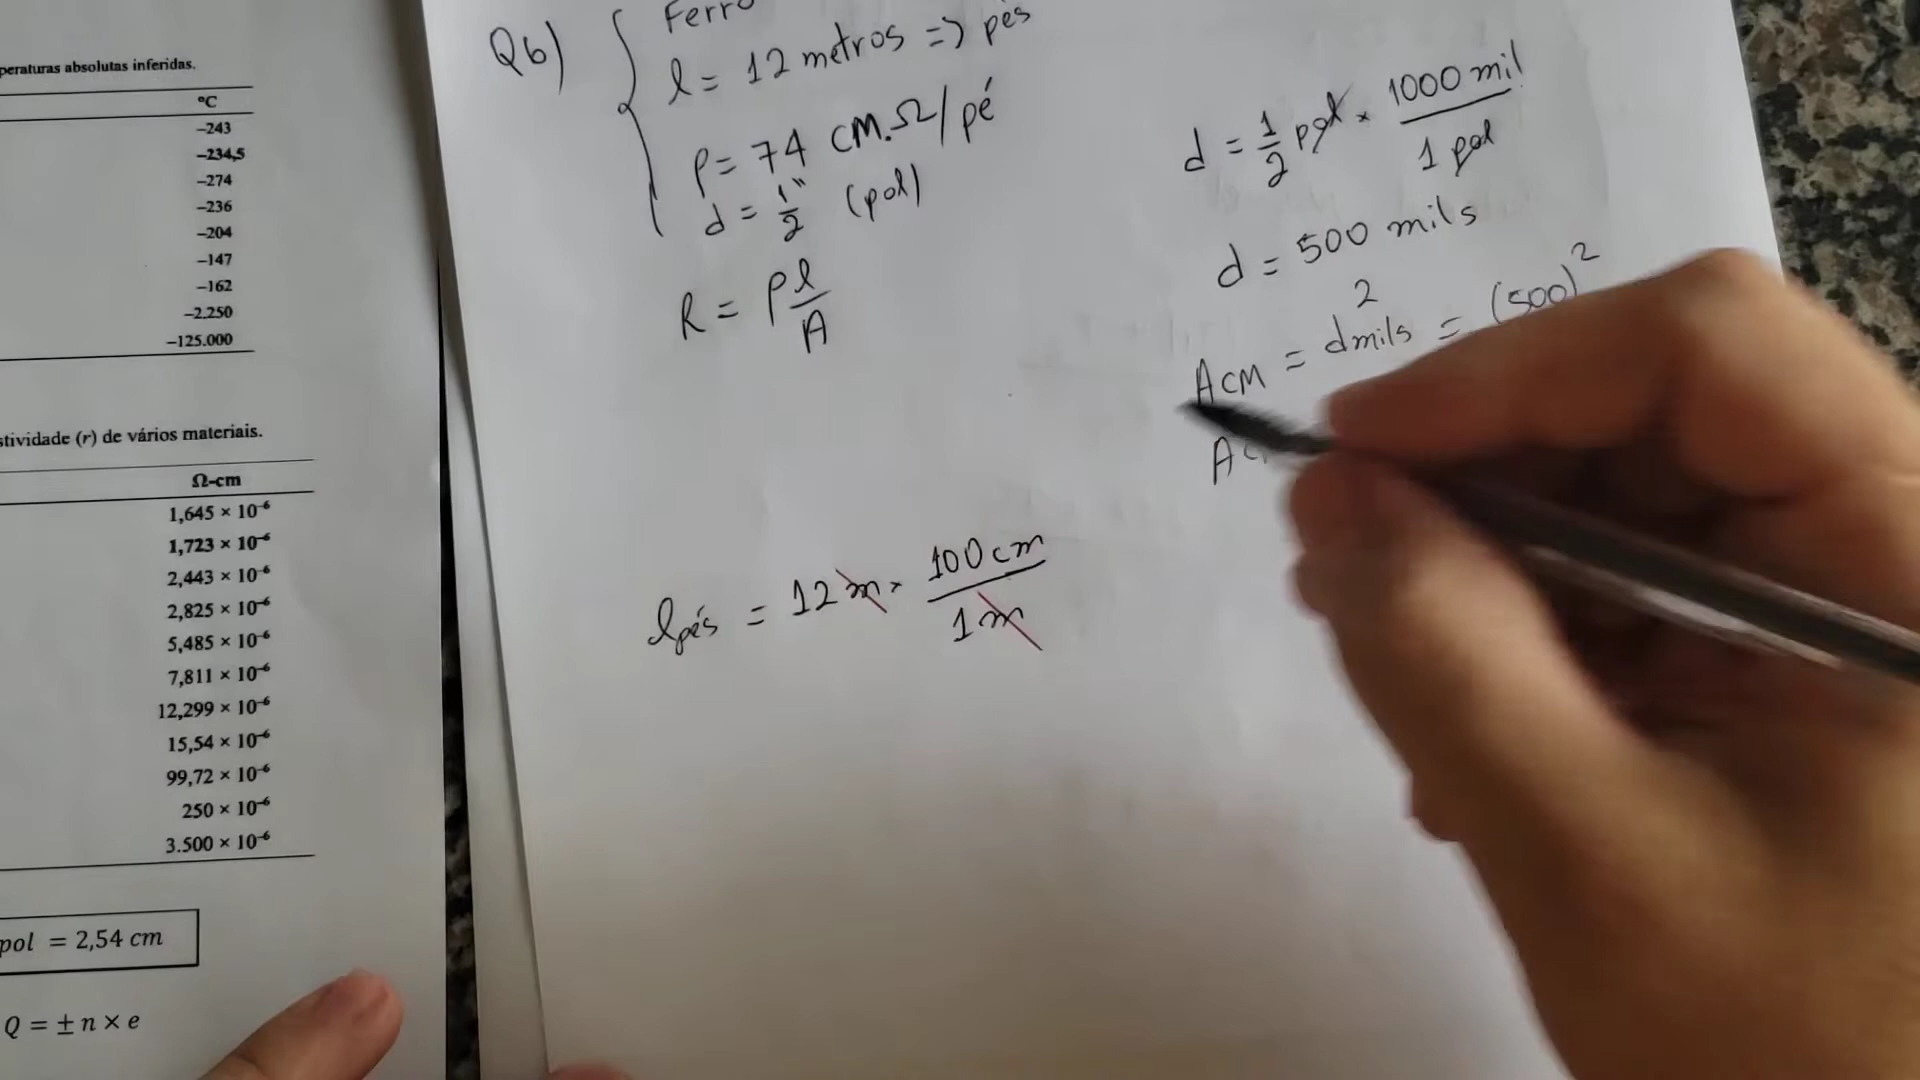 peraturas absolutas inferidas.
°C
–243
–234,5
–274
–236
–204
–147
–162
–2.250
–125.000
stividade (r) de vários materiais.
Ω-cm
1,645 × 10⁻⁶
1,723 × 10⁻⁶
2,443 × 10⁻⁶
2,825 × 10⁻⁶
5,485 × 10⁻⁶
7,811 × 10⁻⁶
12,299 × 10⁻⁶
15,54 × 10⁻⁶
99,72 × 10⁻⁶
250 × 10⁻⁶
3.500 × 10⁻⁶
pol = 2,54 cm
Q = ± n × e
Q6) Ferro
l = 12 metros => pés
ρ = 74 CM.Ω/pé
d = 1/2" (pol)
R = ρ l/A
lpés = 12 m × 100 cm / 1 m
d = 1/2 pol × 1000 mil / 1 pol
d = 500 mils
ACM = d²mils = (500)²